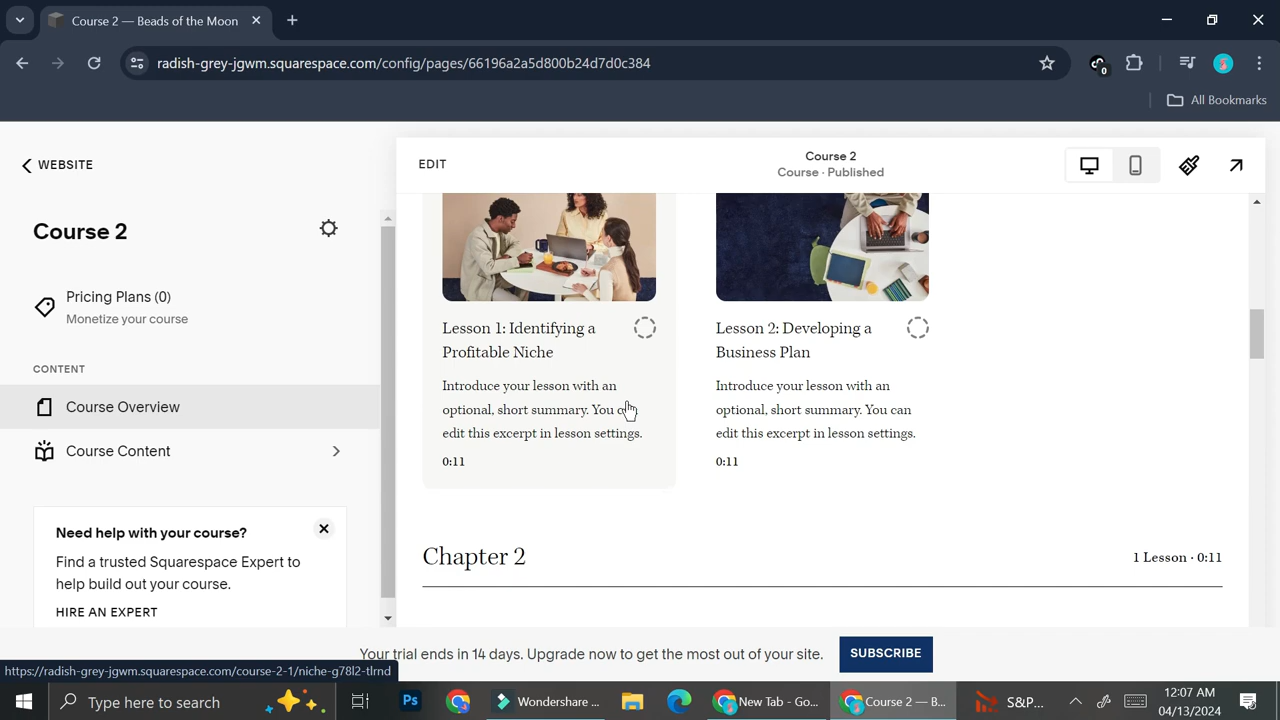 Course 2 — Beads of the Moon
radish-grey-jgwm.squarespace.com/config/pages/66196a2a5d800b24d7d0c384
0
All Bookmarks
WEBSITE
EDIT
Course 2
Course · Published
Course 2
Pricing Plans (0)
Monetize your course
CONTENT
Course Overview
Course Content
Need help with your course?
Find a trusted Squarespace Expert to
help build out your course.
HIRE AN EXPERT
Lesson 1: Identifying a
Profitable Niche
Introduce your lesson with an
optional, short summary. You can
edit this excerpt in lesson settings.
0:11
Lesson 2: Developing a
Business Plan
Introduce your lesson with an
optional, short summary. You can
edit this excerpt in lesson settings.
0:11
Chapter 2
1 Lesson · 0:11
Your trial ends in 14 days. Upgrade now to get the most out of your site.
SUBSCRIBE
https://radish-grey-jgwm.squarespace.com/course-2-1/niche-g78l2-tlrnd
Type here to search
Ps
Wondershare ...
New Tab - Go...
Course 2 — B...
S&P...
12:07 AM
04/13/2024